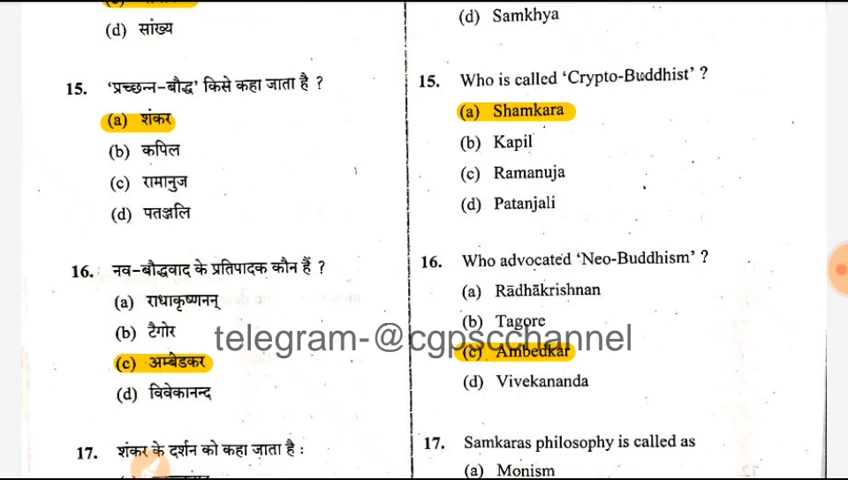 (d) सांख्य
15. ‘प्रच्छन्न–बौद्ध’ किसे कहा जाता है ?
(a) शंकर
(b) कपिल
(c) रामानुज
(d) पतञ्जलि
16. नव–बौद्धवाद के प्रतिपादक कौन हैं ?
(a) राधाकृष्णनन्
(b) टैगोर
(c) अम्बेडकर
(d) विवेकानन्द
17. शंकर के दर्शन को कहा जाता है :
(d) Samkhya
15. Who is called ‘Crypto-Buddhist’ ?
(a) Shamkara
(b) Kapil
(c) Ramanuja
(d) Patanjali
16. Who advocated ‘Neo-Buddhism’ ?
(a) Rādhākrishnan
(b) Tagore
(c) Ambedkar
(d) Vivekananda
17. Samkaras philosophy is called as
(a) Monism
telegram-@cgpscchannel